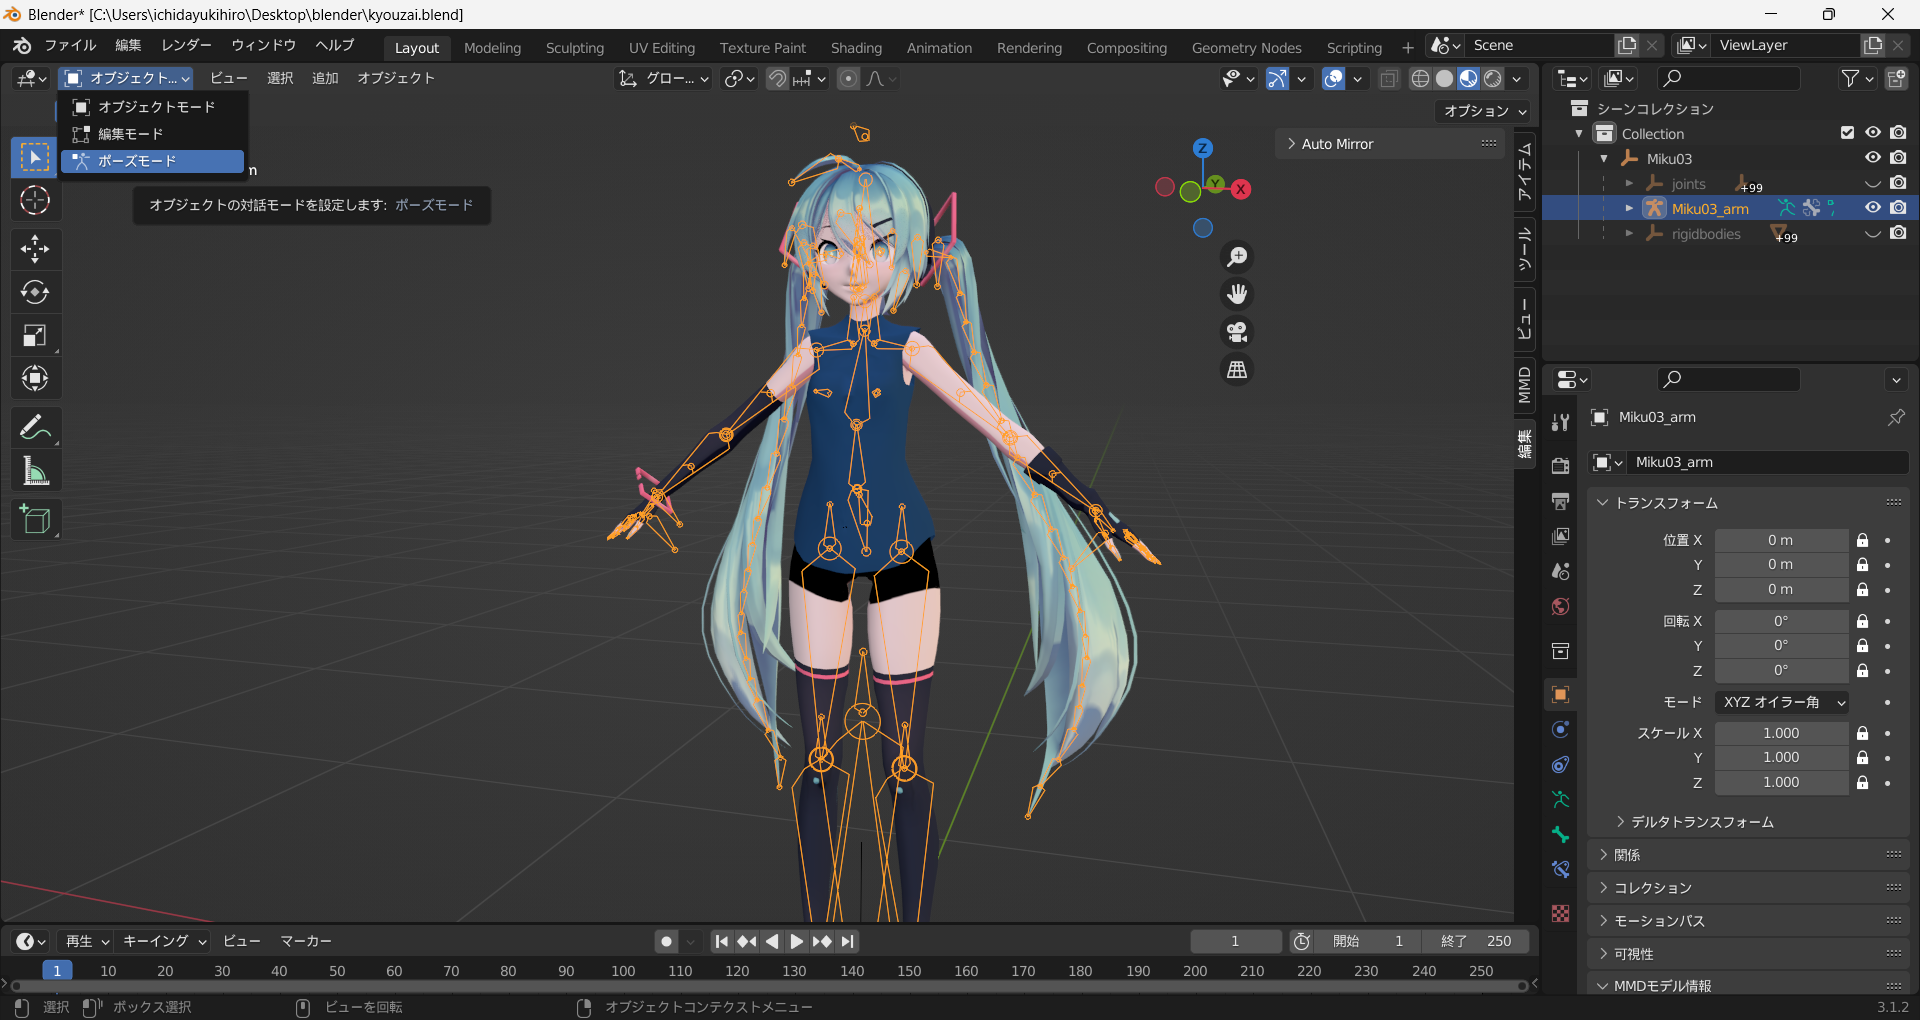 Blender* [C:\Users\ichidayukihiro\Desktop\blender\kyouzai.blend]
ファイル 編集 レンダー ウィンドウ ヘルプ Layout Modeling Sculpting UV Editing Texture Paint Shading Animation Rendering Compositing Geometry Nodes Scripting + Scene ViewLayer
オブジェクト... ビュー 選択 追加 オブジェクト グロー...
オプション
オブジェクトモード
編集モード
ポーズモード
オブジェクトの対話モードを設定します: ポーズモード
Auto Mirror
Z
Y
X
アイテム
ツール
ビュー
MMD
編集
シーンコレクション
Collection
Miku03
joints +99
Miku03_arm
rigidbodies +99
Miku03_arm
Miku03_arm
トランスフォーム
位置 X 0 m
Y 0 m
Z 0 m
回転 X 0°
Y 0°
Z 0°
モード XYZ オイラー角
スケール X 1.000
Y 1.000
Z 1.000
デルタトランスフォーム
関係
コレクション
モーションパス
可視性
MMDモデル情報
再生 キーイング ビュー マーカー 1 開始 1 終了 250
1 10 20 30 40 50 60 70 80 90 100 110 120 130 140 150 160 170 180 190 200 210 220 230 240 250
選択 ボックス選択 ビューを回転 オブジェクトコンテクストメニュー 3.1.2